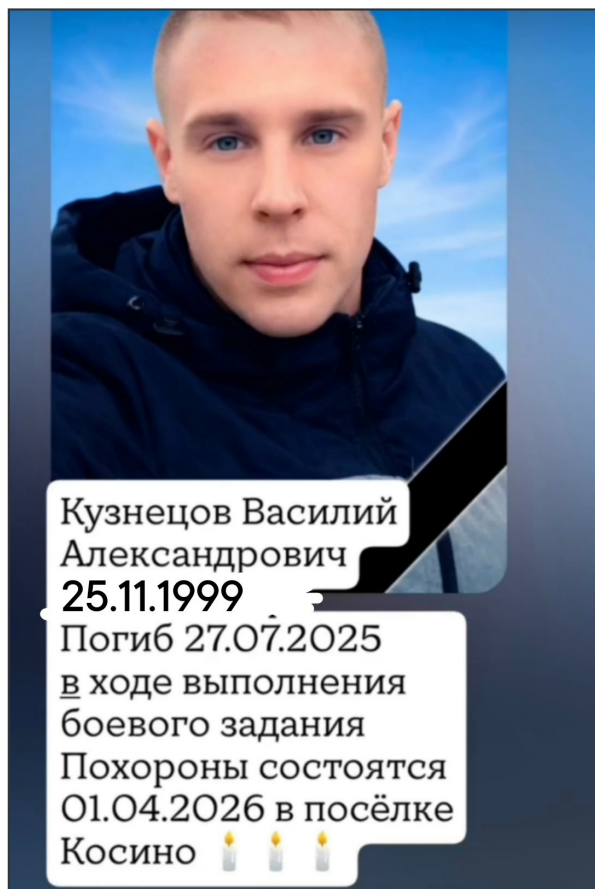 Кузнецов Василий
Александрович
25.11.1999
Погиб 27.07.2025
в ходе выполнения
боевого задания
Похороны состоятся
01.04.2026 в посёлке
Косино 🕯️ 🕯️ 🕯️